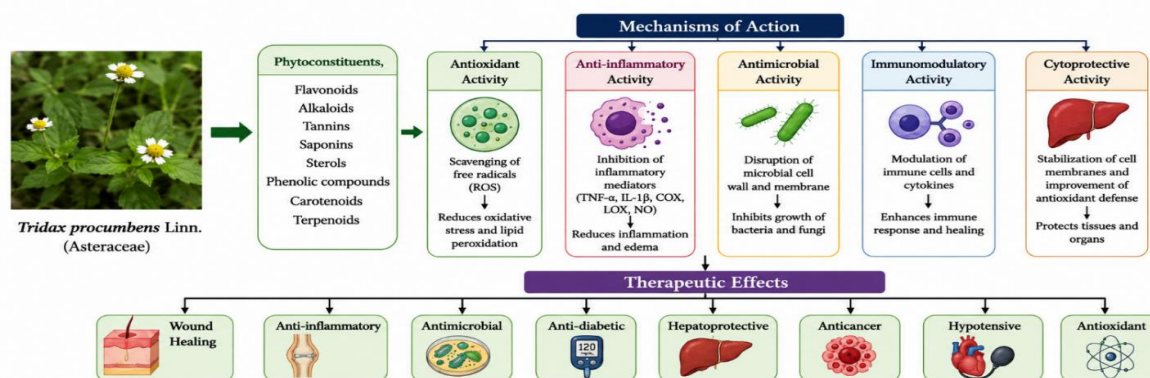 Mechanisms of Action
Tridax procumbens Linn.
(Asteraceae)
Phytoconstituents,
Flavonoids
Alkaloids
Tannins
Saponins
Sterols
Phenolic compounds
Carotenoids
Terpenoids
Antioxidant
Activity
Scavenging of
free radicals
(ROS)
Reduces oxidative
stress and lipid
peroxidation
Anti-inflammatory
Activity
Inhibition of
inflammatory
mediators
(TNF-α, IL-1β, COX,
LOX, NO)
Reduces inflammation
and edema
Antimicrobial
Activity
Disruption of
microbial cell
wall and membrane
Inhibits growth of
bacteria and fungi
Immunomodulatory
Activity
Modulation of
immune cells and
cytokines
Enhances immune
response and healing
Cytoprotective
Activity
Stabilization of cell
membranes and
improvement of
antioxidant defense
Protects tissues and
organs
Therapeutic Effects
Wound
Healing
Anti-inflammatory
Antimicrobial
Anti-diabetic
120
Hepatoprotective
Anticancer
Hypotensive
Antioxidant